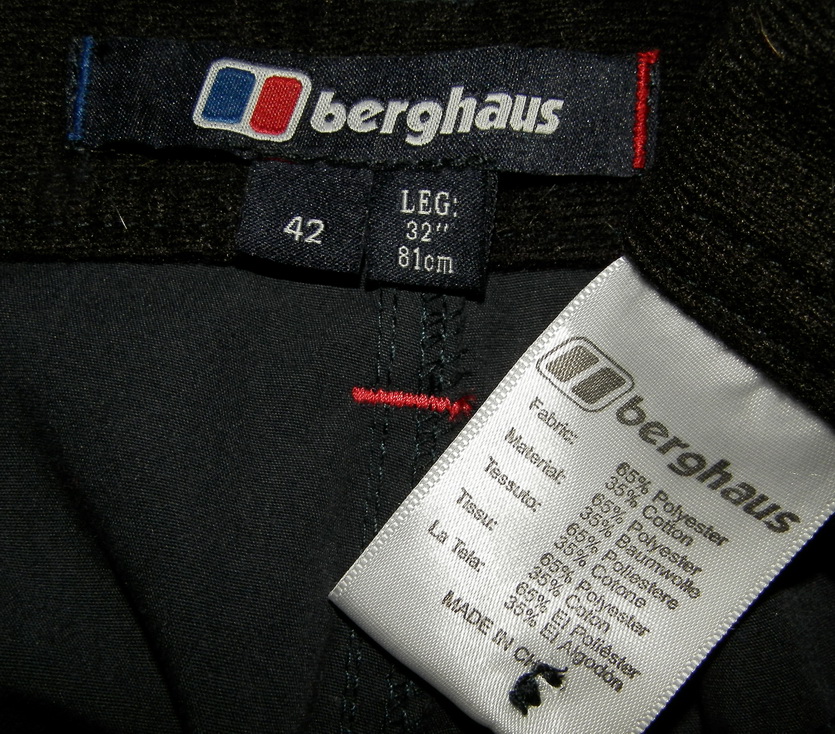 berghaus
42
LEG:
32"
81cm
berghaus
Fabric: 65% Polyester
35% Cotton
Material: 65% Polyester
35% Baumwolle
Tessuto: 65% Poliestere
35% Cotone
Tissu: 65% Polyester
35% Coton
La Tela: 65% El Poliéster
35% El Algodón
MADE IN